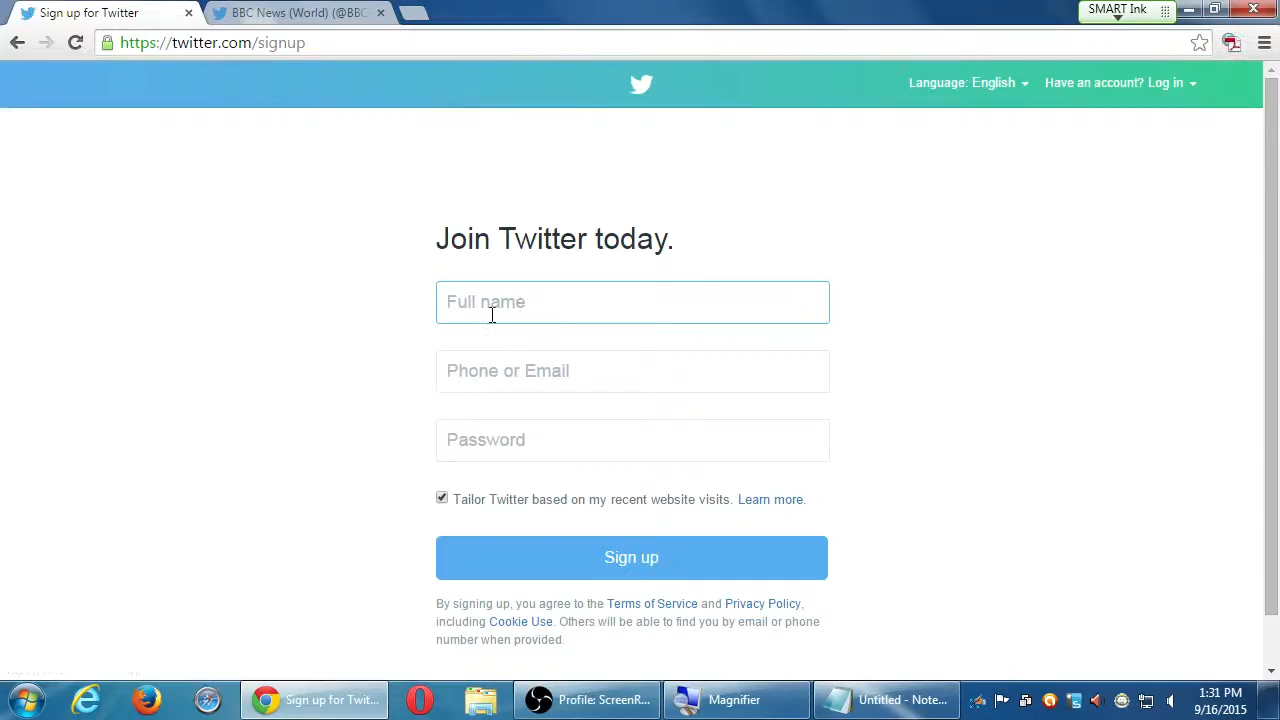 Sign up for Twitter
BBC News (World) (@BBC
SMART Ink
https://twitter.com/signup
Language: English
Have an account? Log in
Join Twitter today.
Full name
Phone or Email
Password
Tailor Twitter based on my recent website visits. Learn more.
Sign up
By signing up, you agree to the Terms of Service and Privacy Policy,
including Cookie Use. Others will be able to find you by email or phone
number when provided.
Sign up for Twit...
Profile: ScreenR...
Magnifier
Untitled - Note...
1:31 PM
9/16/2015